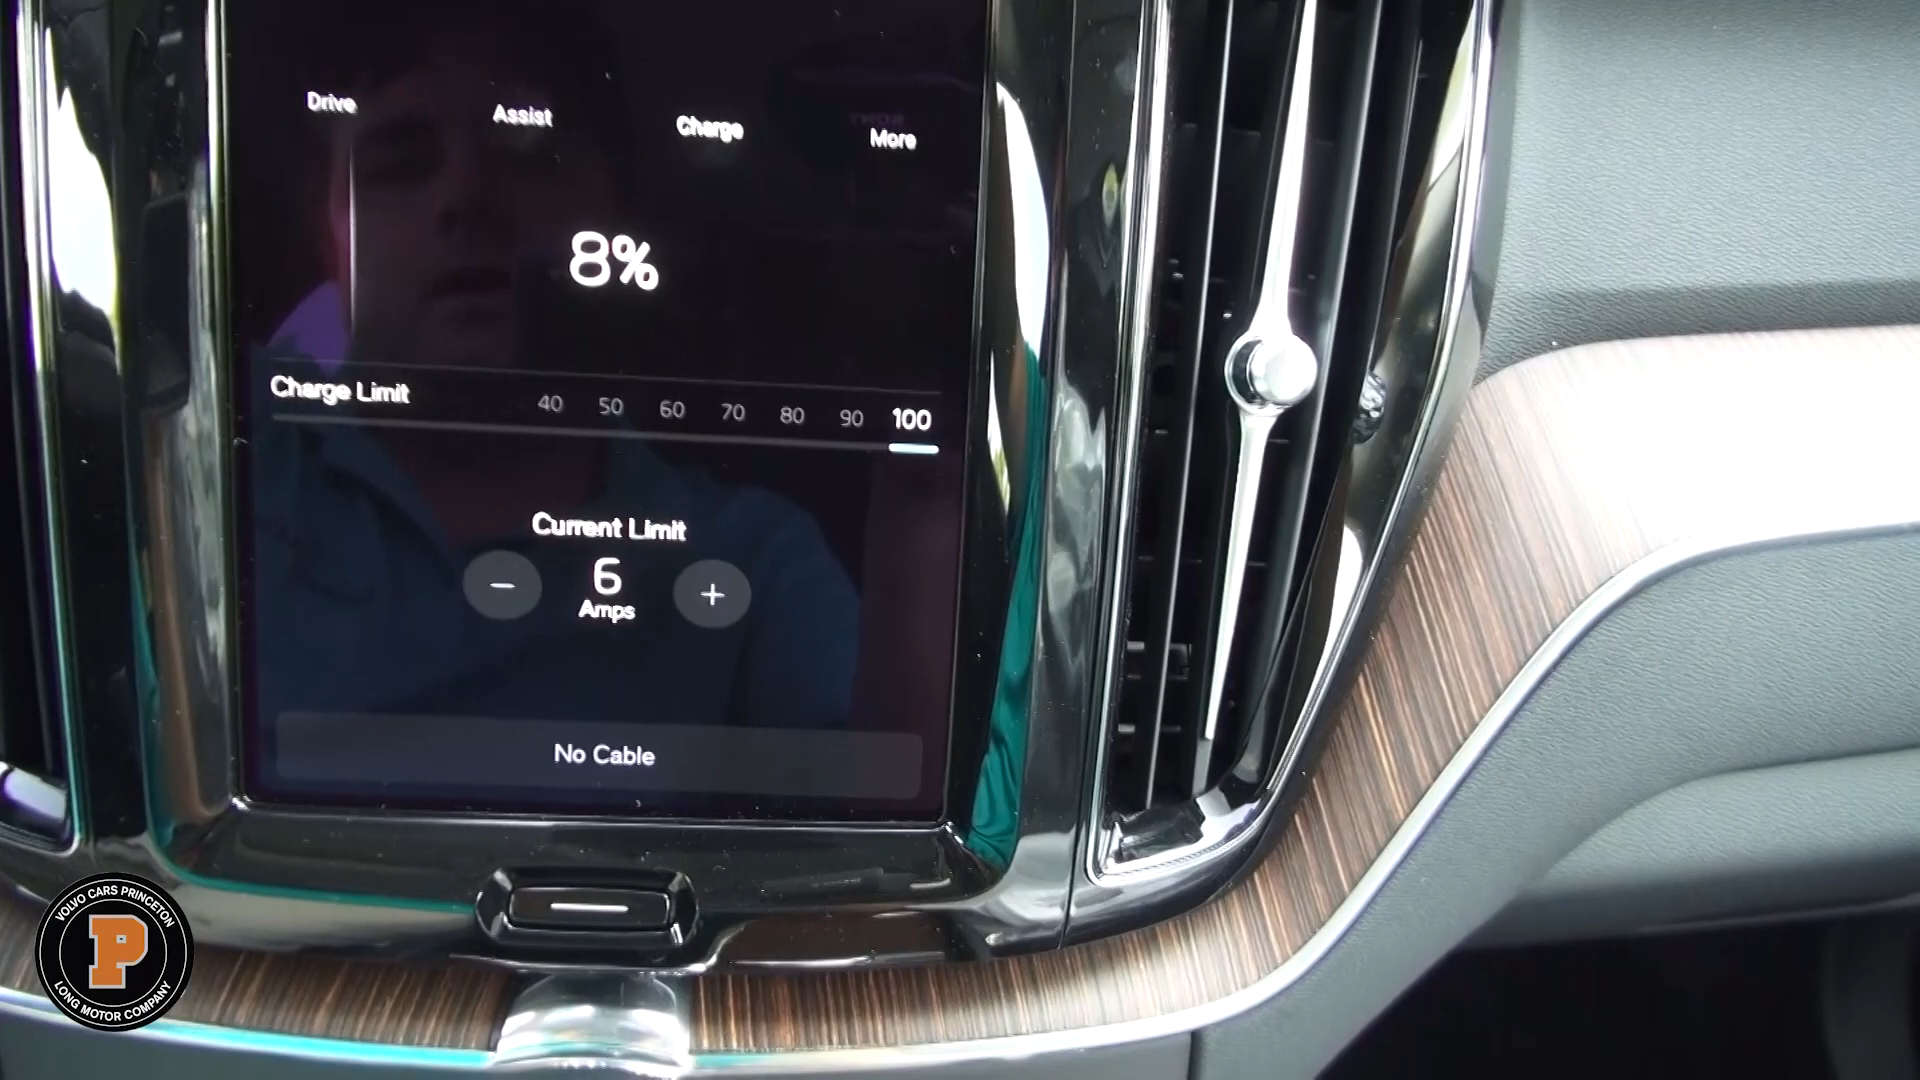 Drive Assist Charge More
8%
Charge Limit 40 50 60 70 80 90 100
Current Limit
− 6 +
Amps
No Cable
VOLVO CARS PRINCETON
P
LONG MOTOR COMPANY